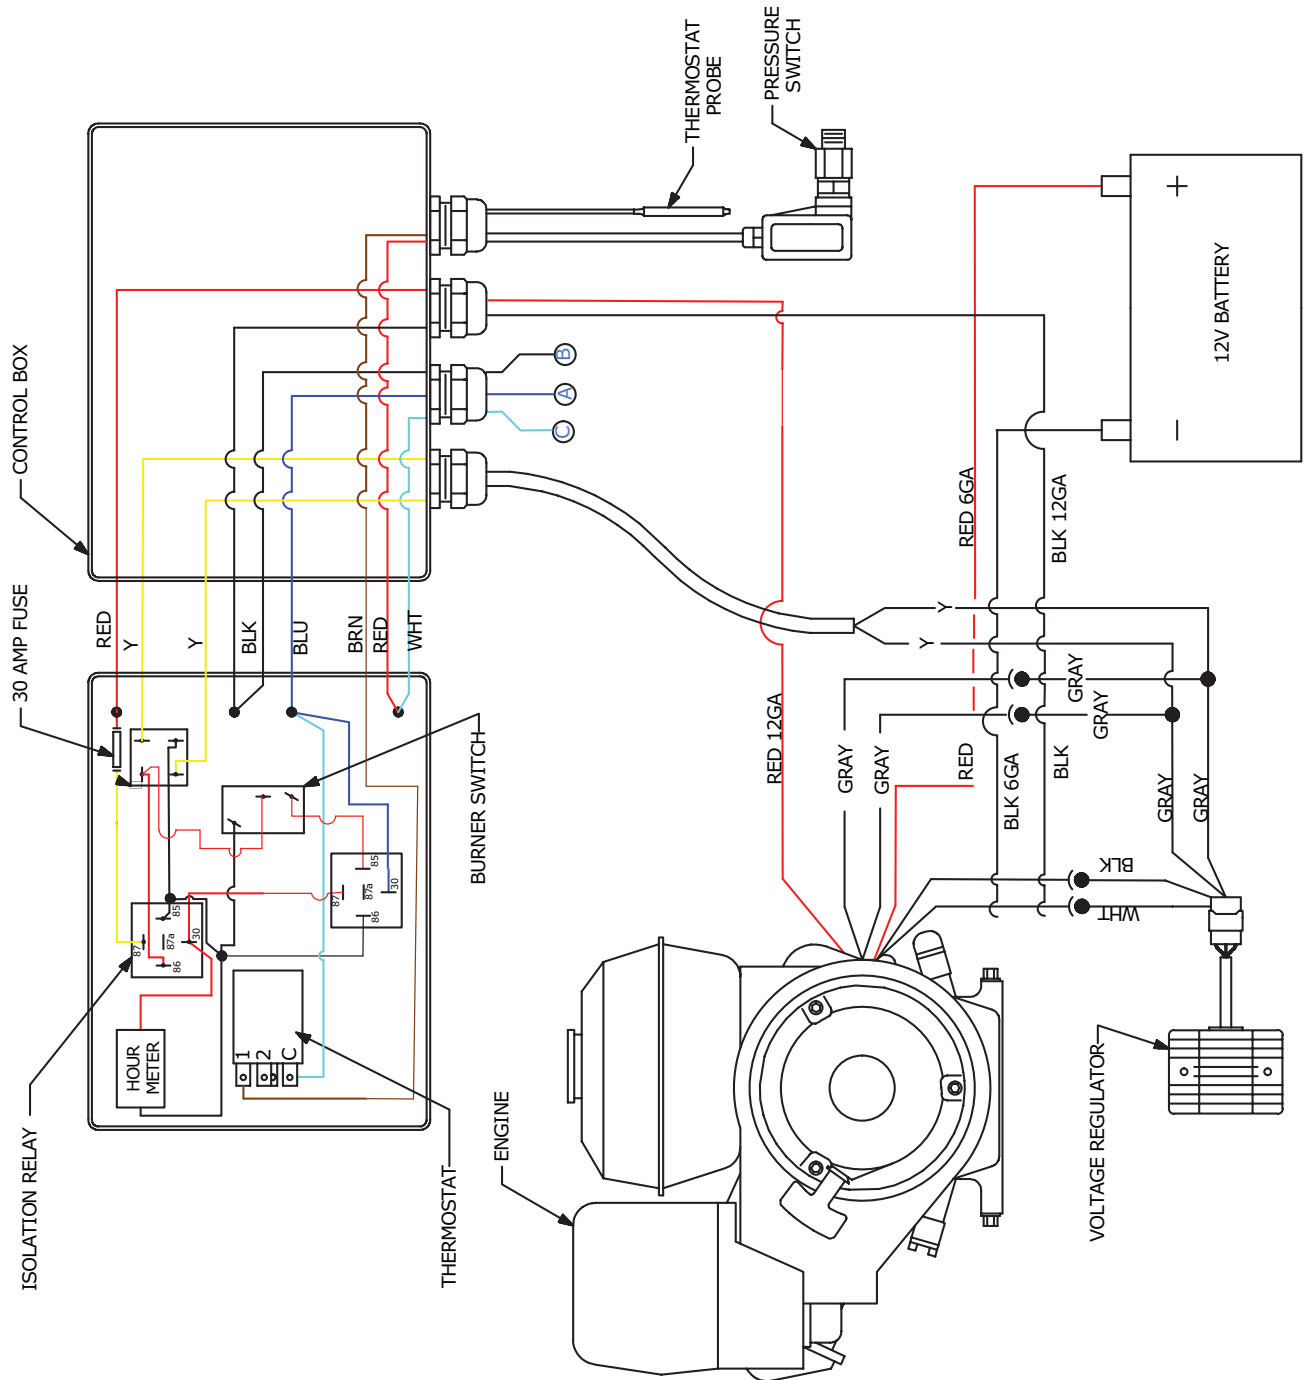 CONTROL BOX
30 AMP FUSE
ISOLATION RELAY
RED
Y
Y
BLK
BLU
BRN
RED
WHT
HOUR
METER
87
86
87a
85
30
1
2
C
87
86
87a
85
30
BURNER SWITCH
THERMOSTAT
ENGINE
THERMOSTAT
PROBE
PRESSURE
SWITCH
B
A
C
RED 12GA
GRAY
GRAY
RED
RED 6GA
BLK 6GA
BLK 12GA
BLK
Y
Y
GRAY
GRAY
GRAY
GRAY
BLK
WHT
VOLTAGE REGULATOR
12V BATTERY
+
-